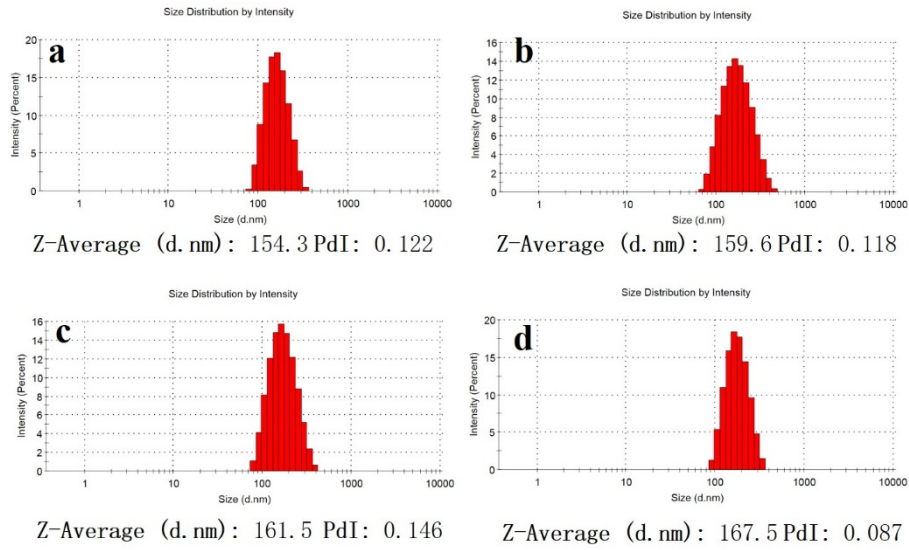 Size Distribution by Intensity
a
Intensity (Percent)
20
15
10
5
0
1 10 100 1000 10000
Size (d.nm)
Z-Average (d.nm): 154.3 PdI: 0.122
Size Distribution by Intensity
b
Intensity (Percent)
16
14
12
10
8
6
4
2
0
1 10 100 1000 10000
Size (d.nm)
Z-Average (d.nm): 159.6 PdI: 0.118
Size Distribution by Intensity
c
Intensity (Percent)
16
14
12
10
8
6
4
2
0
1 10 100 1000 10000
Size (d.nm)
Z-Average (d.nm): 161.5 PdI: 0.146
Size Distribution by Intensity
d
Intensity (Percent)
20
15
10
5
0
1 10 100 1000 10000
Size (d.nm)
Z-Average (d.nm): 167.5 PdI: 0.087